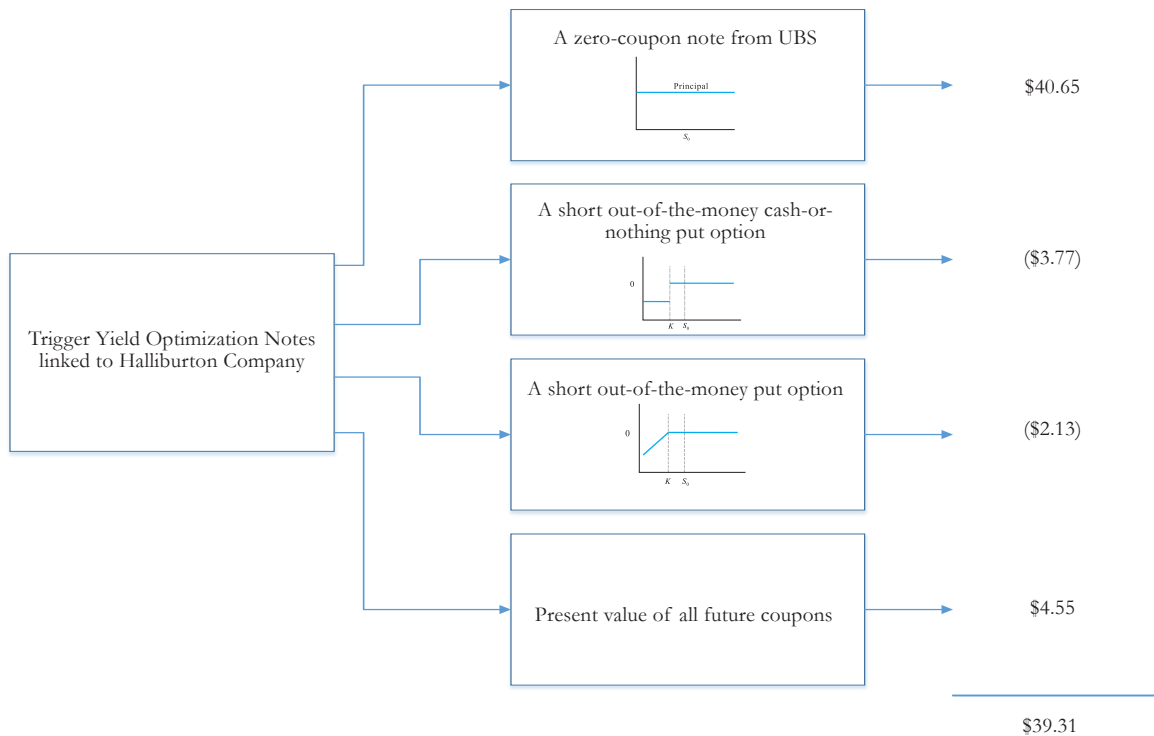 A zero-coupon note from UBS
Principal
S₀
$40.65
A short out-of-the-money cash-or-
nothing put option
0
K S₀
($3.77)
Trigger Yield Optimization Notes
linked to Halliburton Company
A short out-of-the-money put option
0
K S₀
($2.13)
Present value of all future coupons
$4.55
$39.31